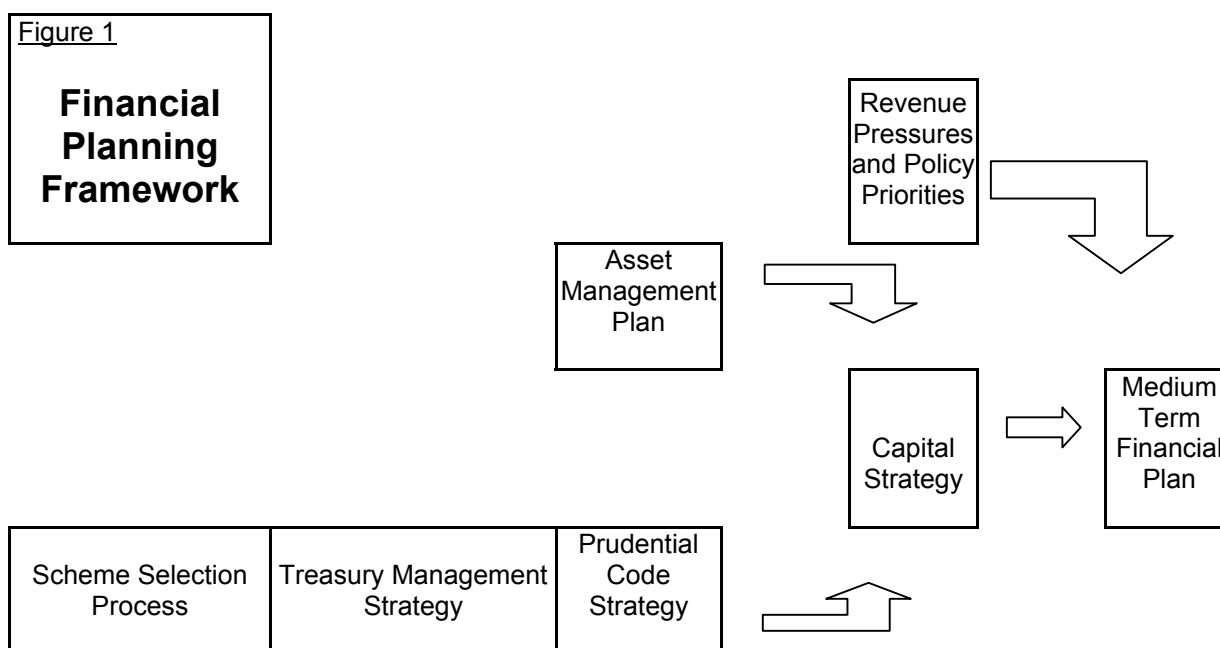 Figure 1
Financial
Planning
Framework
Revenue
Pressures
and Policy
Priorities
Asset
Management
Plan
Capital
Strategy
Medium
Term
Financial
Plan
Scheme Selection
Process
Treasury Management
Strategy
Prudential
Code
Strategy